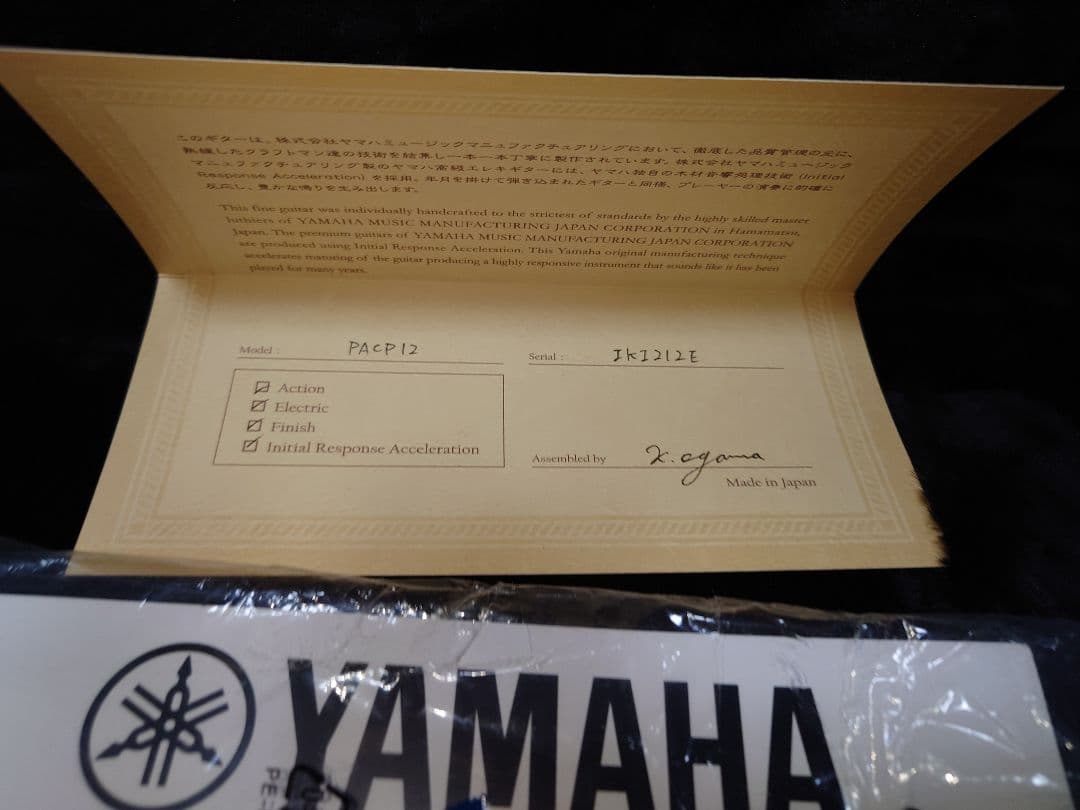 このギターは、株式会社ヤマハミュージックマニュファクチュアリングにおいて、徹底した品質管理の元に、
熟練したクラフトマン達の技術を結集し一本一本丁寧に製作されています。株式会社ヤマハミュージック
マニュファクチュアリング製のヤマハ高級エレキギターには、ヤマハ独自の木材音響処理技術 (Initial
Response Acceleration) を採用。年月を掛けて弾き込まれたギターと同様、プレーヤーの演奏に的確に
反応し、豊かな鳴りを生み出します。
This fine guitar was individually handcrafted to the strictest of standards by the highly skilled master
luthiers of YAMAHA MUSIC MANUFACTURING JAPAN CORPORATION in Hamamatsu,
Japan. The premium guitars of YAMAHA MUSIC MANUFACTURING JAPAN CORPORATION
are produced using Initial Response Acceleration. This Yamaha original manufacturing technique
accelerates maturing of the guitar producing a highly responsive instrument that sounds like it has been
played for many years.
Model : PACP12
Serial : IKI212E
Action
Electric
Finish
Initial Response Acceleration
Assembled by K. ogama
Made in Japan
YAMAHA